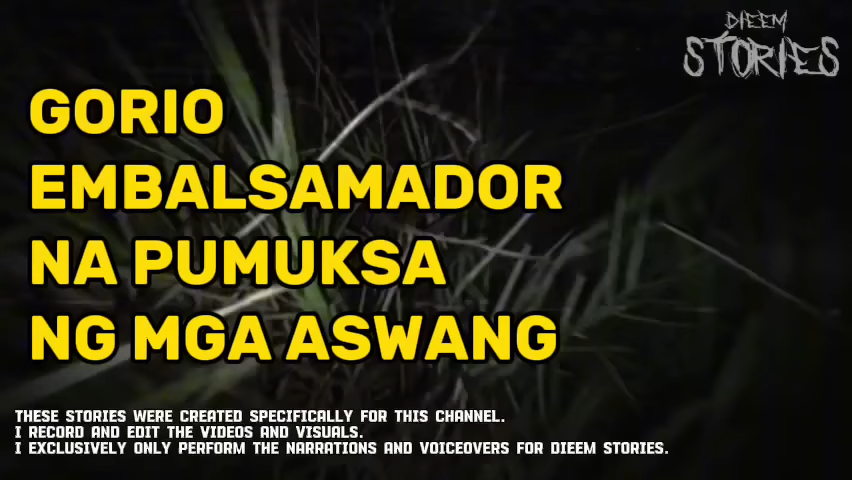 DIEEM
STORIES
GORIO
EMBALSAMADOR
NA PUMUKSA
NG MGA ASWANG
THESE STORIES WERE CREATED SPECIFICALLY FOR THIS CHANNEL.
I RECORD AND EDIT THE VIDEOS AND VISUALS.
I EXCLUSIVELY ONLY PERFORM THE NARRATIONS AND VOICEOVERS FOR DIEEM STORIES.